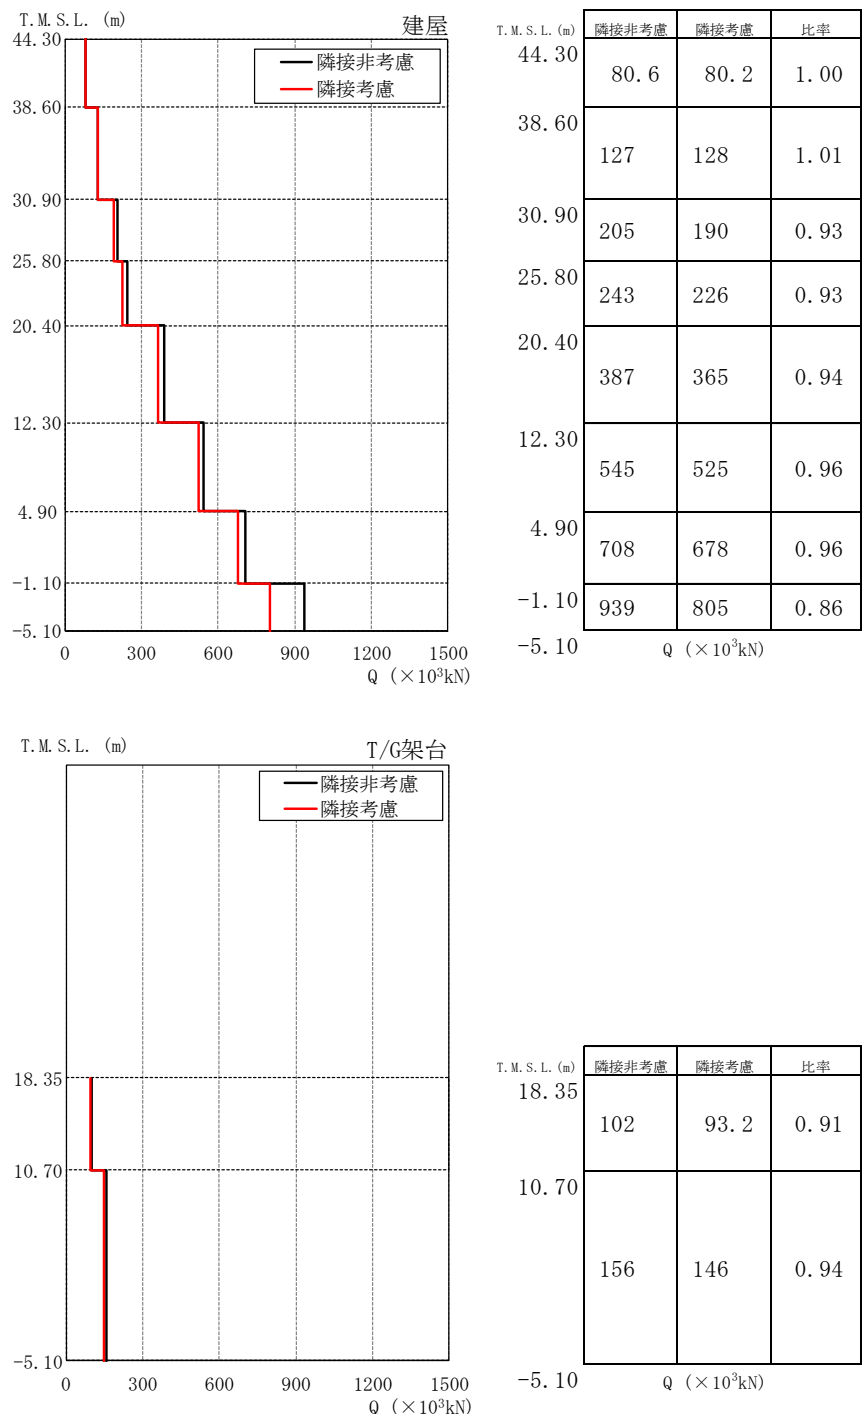 T.M.S.L. (m)
建屋
隣接非考慮
隣接考慮
44.30
38.60
30.90
25.80
20.40
12.30
4.90
-1.10
-5.10
0 300 600 900 1200 1500
Q (×10³kN)
T.M.S.L.(m) 隣接非考慮 隣接考慮 比率
44.30
80.6 80.2 1.00
38.60
127 128 1.01
30.90
205 190 0.93
25.80
243 226 0.93
20.40
387 365 0.94
12.30
545 525 0.96
4.90
708 678 0.96
-1.10
939 805 0.86
-5.10
Q (×10³kN)
T.M.S.L. (m)
T/G架台
隣接非考慮
隣接考慮
18.35
10.70
-5.10
0 300 600 900 1200 1500
Q (×10³kN)
T.M.S.L.(m) 隣接非考慮 隣接考慮 比率
18.35
102 93.2 0.91
10.70
156 146 0.94
-5.10
Q (×10³kN)